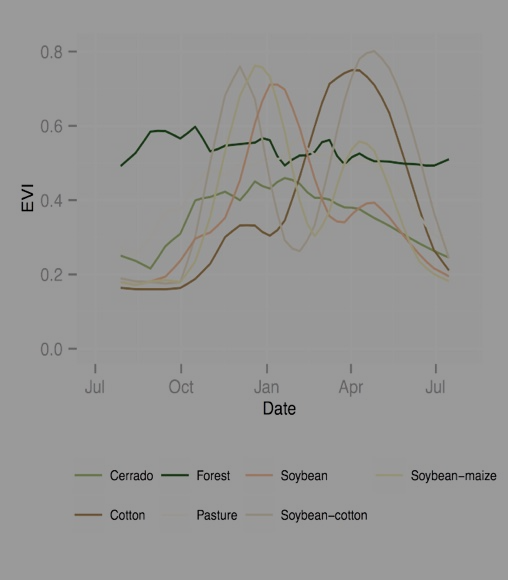 0.8
0.6
EVI
0.4
0.2
0.0
Jul Oct Jan Apr Jul
Date
Cerrado Forest Soybean Soybean−maize
Cotton Pasture Soybean−cotton